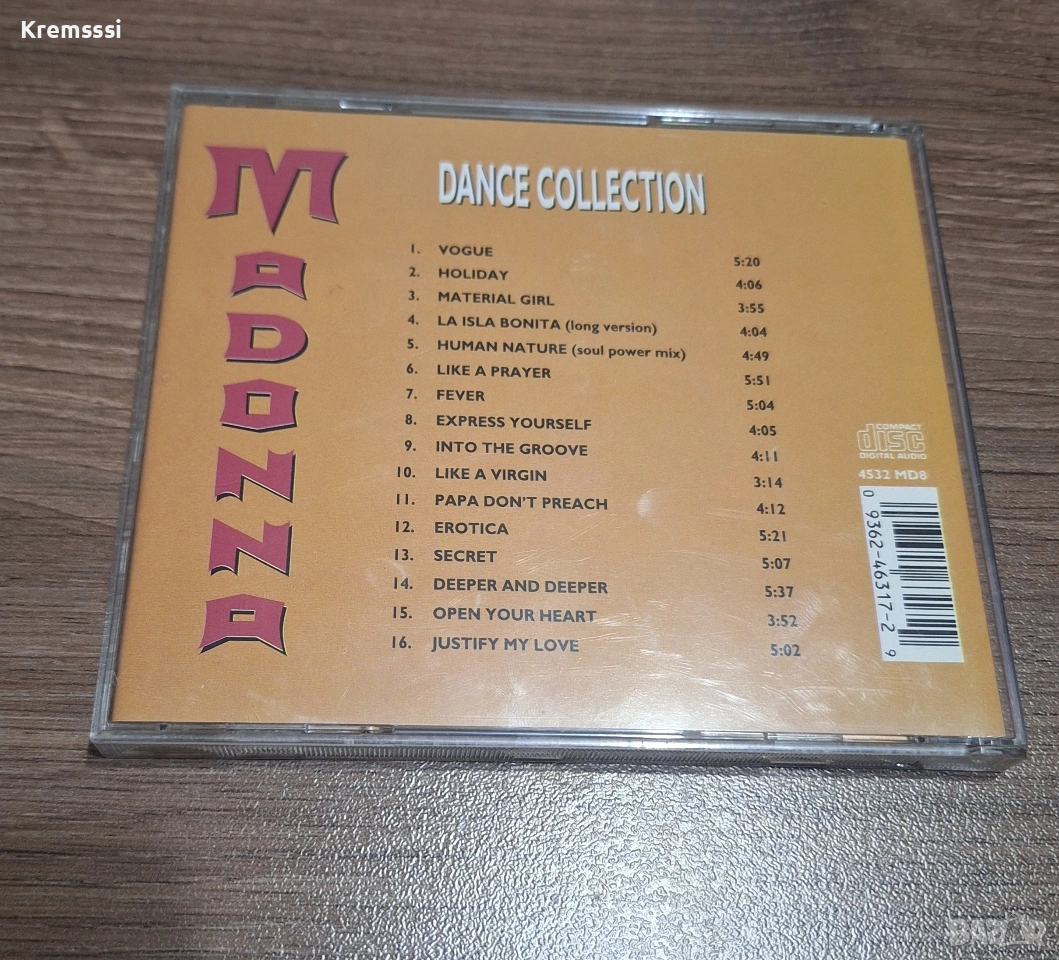 Kremsssi
MaDONNa
DANCE COLLECTION
1. VOGUE 5:20
2. HOLIDAY 4:06
3. MATERIAL GIRL 3:55
4. LA ISLA BONITA (long version) 4:04
5. HUMAN NATURE (soul power mix) 4:49
6. LIKE A PRAYER 5:51
7. FEVER 5:04
8. EXPRESS YOURSELF 4:05
9. INTO THE GROOVE 4:11
10. LIKE A VIRGIN 3:14
11. PAPA DON'T PREACH 4:12
12. EROTICA 5:21
13. SECRET 5:07
14. DEEPER AND DEEPER 5:37
15. OPEN YOUR HEART 3:52
16. JUSTIFY MY LOVE 5:02
COMPACT
disc
DIGITAL AUDIO
4532 MD8
0 9362-46317-2 9